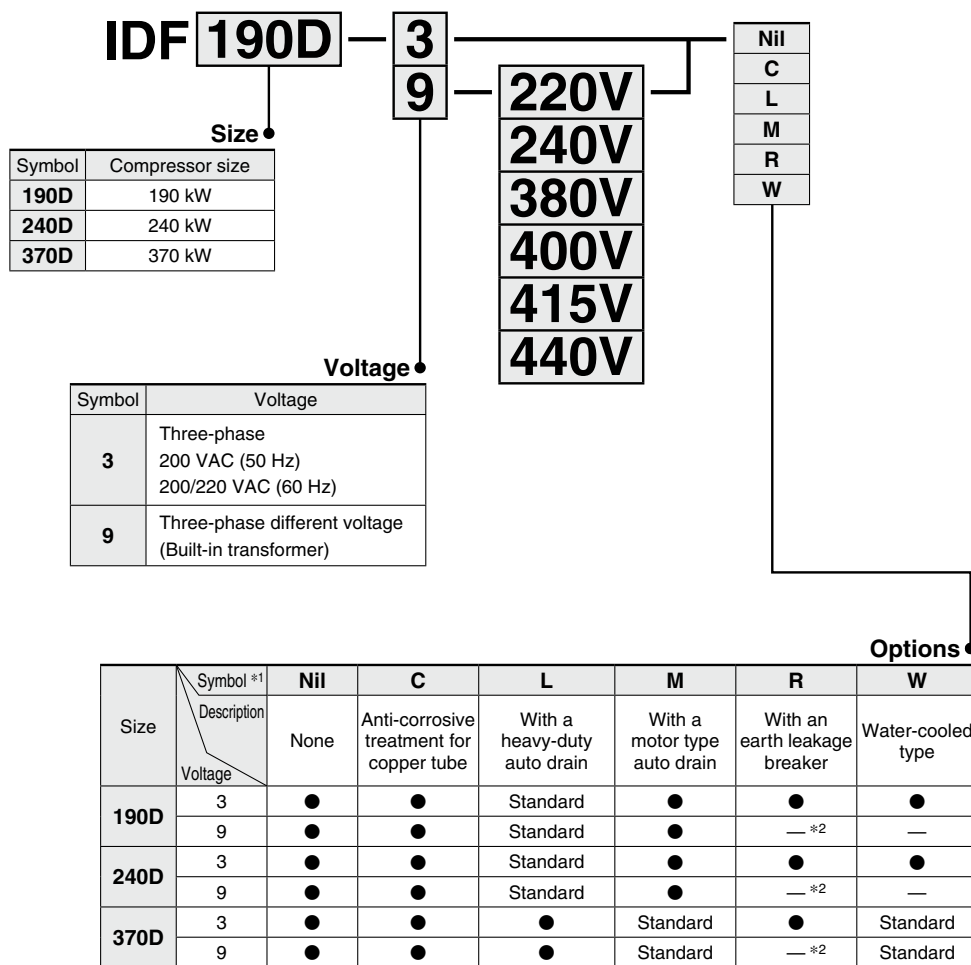 IDF 190D — 3
9 — 220V
240V
380V
400V
415V
440V
Nil
C
L
M
R
W
Size
Symbol Compressor size
190D 190 kW
240D 240 kW
370D 370 kW
Voltage
Symbol Voltage
3 Three-phase
200 VAC (50 Hz)
200/220 VAC (60 Hz)
9 Three-phase different voltage
(Built-in transformer)
Options
Size Symbol *1 Nil C L M R W
Description None Anti-corrosive treatment for copper tube With a heavy-duty auto drain With a motor type auto drain With an earth leakage breaker Water-cooled type
Voltage
190D 3 ● ● Standard ● ● ●
9 ● ● Standard ● — *2 —
240D 3 ● ● Standard ● ● ●
9 ● ● Standard ● — *2 —
370D 3 ● ● ● Standard ● Standard
9 ● ● ● Standard — *2 Standard